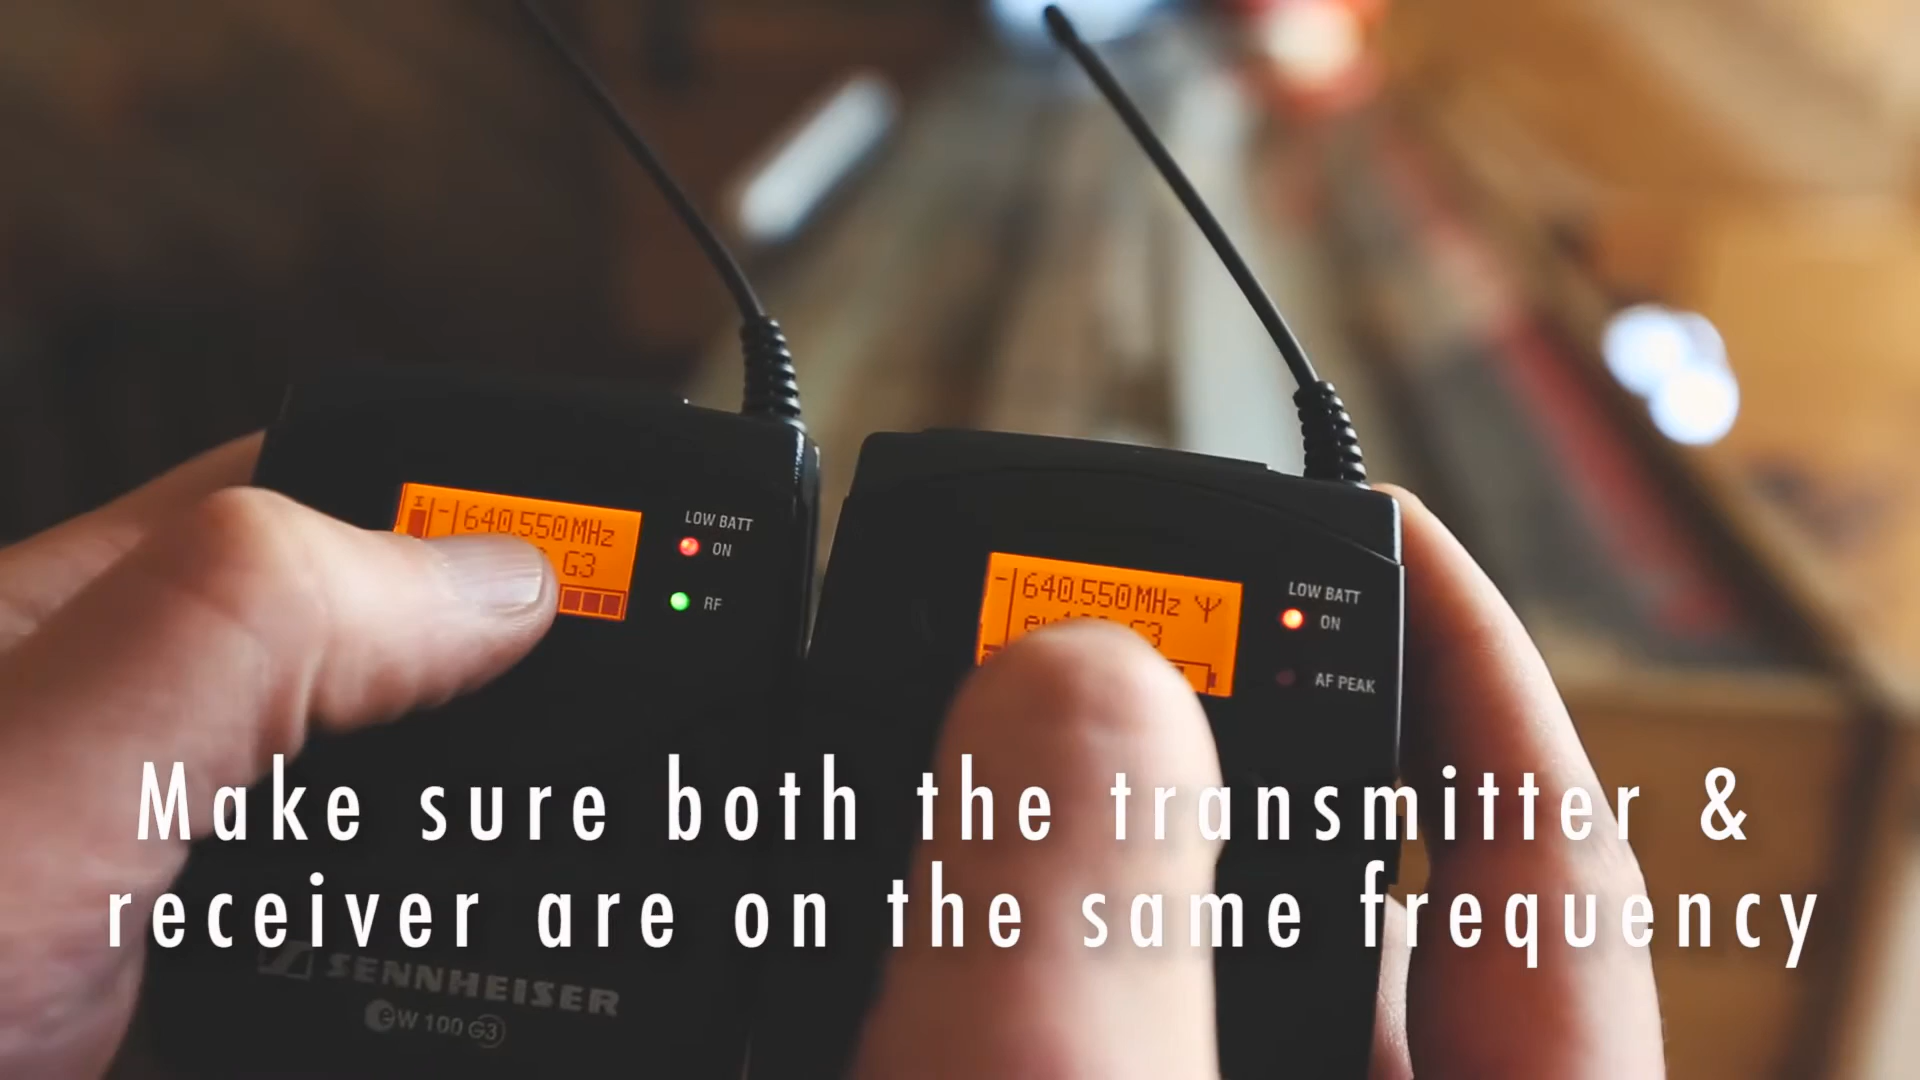 640.550MHz
G3
LOW BATT
ON
RF
640.550MHz
G3
LOW BATT
ON
AF PEAK
Make sure both the transmitter &
receiver are on the same frequency
SENNHEISER
ew 100 G3